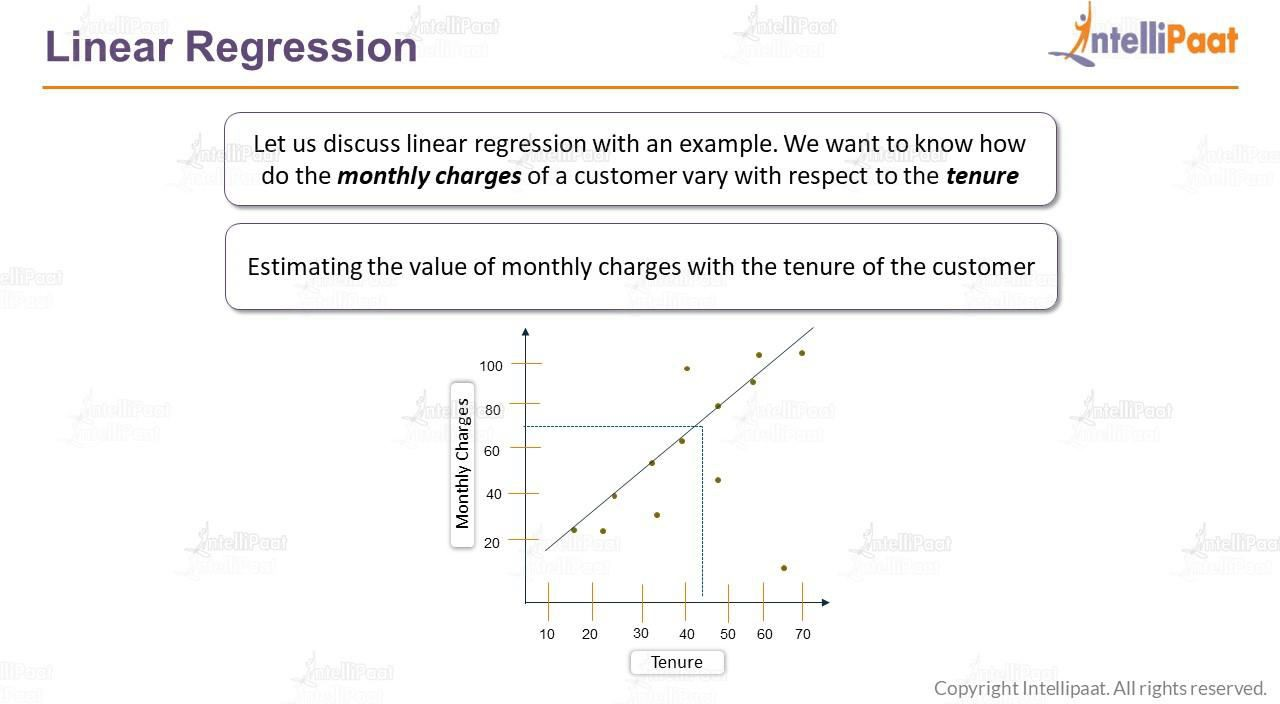 Linear Regression
IntelliPaat
Let us discuss linear regression with an example. We want to know how
do the monthly charges of a customer vary with respect to the tenure
Estimating the value of monthly charges with the tenure of the customer
Monthly Charges
100
80
60
40
20
10 20 30 40 50 60 70
Tenure
Copyright Intellipaat. All rights reserved.